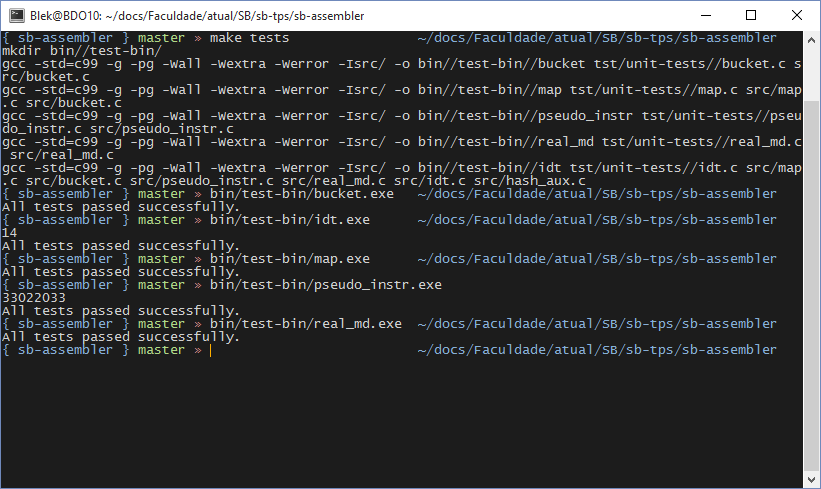 Blek@BDO10: ~/docs/Faculdade/atual/SB/sb-tps/sb-assembler
{ sb-assembler } master » make tests ~/docs/Faculdade/atual/SB/sb-tps/sb-assembler
mkdir bin//test-bin/
gcc -std=c99 -g -pg -Wall -Wextra -Werror -Isrc/ -o bin//test-bin//bucket tst/unit-tests//bucket.c s
rc/bucket.c
gcc -std=c99 -g -pg -Wall -Wextra -Werror -Isrc/ -o bin//test-bin//map tst/unit-tests//map.c src/map
.c src/bucket.c
gcc -std=c99 -g -pg -Wall -Wextra -Werror -Isrc/ -o bin//test-bin//pseudo_instr tst/unit-tests//pseu
do_instr.c src/pseudo_instr.c
gcc -std=c99 -g -pg -Wall -Wextra -Werror -Isrc/ -o bin//test-bin//real_md tst/unit-tests//real_md.c
 src/real_md.c
gcc -std=c99 -g -pg -Wall -Wextra -Werror -Isrc/ -o bin//test-bin//idt tst/unit-tests//idt.c src/map
.c src/bucket.c src/pseudo_instr.c src/real_md.c src/idt.c src/hash_aux.c
{ sb-assembler } master » bin/test-bin/bucket.exe ~/docs/Faculdade/atual/SB/sb-tps/sb-assembler
All tests passed successfully.
{ sb-assembler } master » bin/test-bin/idt.exe ~/docs/Faculdade/atual/SB/sb-tps/sb-assembler
14
All tests passed successfully.
{ sb-assembler } master » bin/test-bin/map.exe ~/docs/Faculdade/atual/SB/sb-tps/sb-assembler
All tests passed successfully.
{ sb-assembler } master » bin/test-bin/pseudo_instr.exe
33022033
All tests passed successfully.
{ sb-assembler } master » bin/test-bin/real_md.exe ~/docs/Faculdade/atual/SB/sb-tps/sb-assembler
All tests passed successfully.
{ sb-assembler } master » ~/docs/Faculdade/atual/SB/sb-tps/sb-assembler